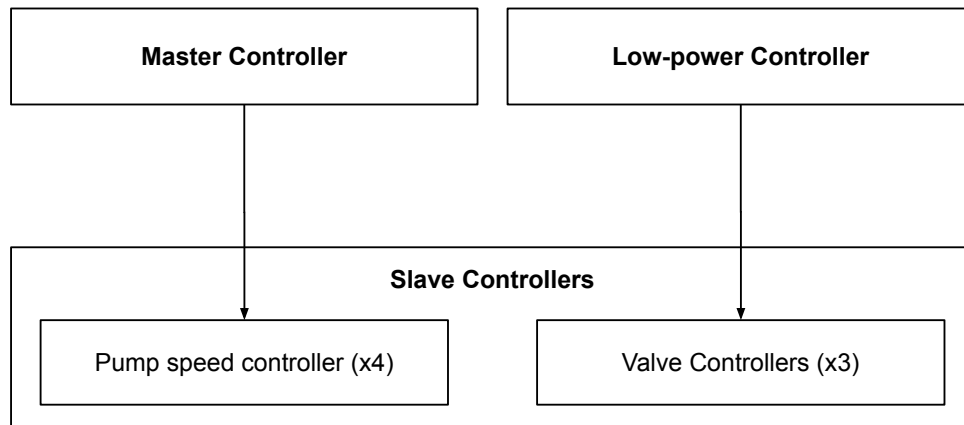 Master Controller
Low-power Controller
Slave Controllers
Pump speed controller (x4)
Valve Controllers (x3)